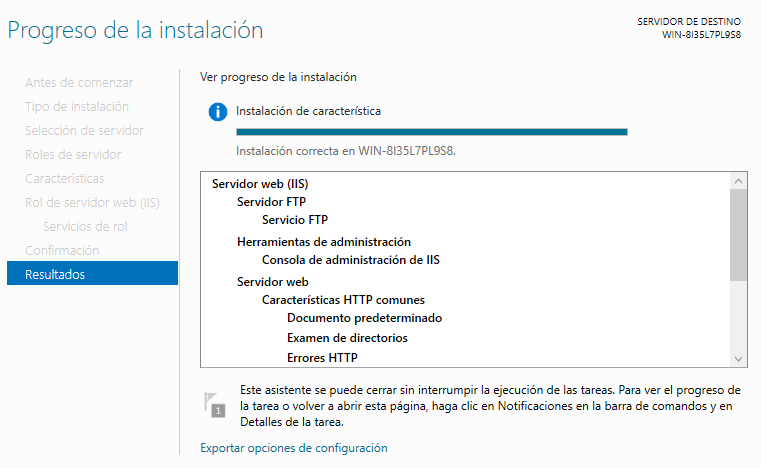 Progreso de la instalación
SERVIDOR DE DESTINO
WIN-8I35L7PL9S8
Antes de comenzar
Tipo de instalación
Selección de servidor
Roles de servidor
Características
Rol de servidor web (IIS)
Servicios de rol
Confirmación
Resultados
Ver progreso de la instalación
Instalación de característica
Instalación correcta en WIN-8I35L7PL9S8.
Servidor web (IIS)
Servidor FTP
Servicio FTP
Herramientas de administración
Consola de administración de IIS
Servidor web
Características HTTP comunes
Documento predeterminado
Examen de directorios
Errores HTTP
1
Este asistente se puede cerrar sin interrumpir la ejecución de las tareas. Para ver el progreso de
la tarea o volver a abrir esta página, haga clic en Notificaciones en la barra de comandos y en
Detalles de la tarea.
Exportar opciones de configuración